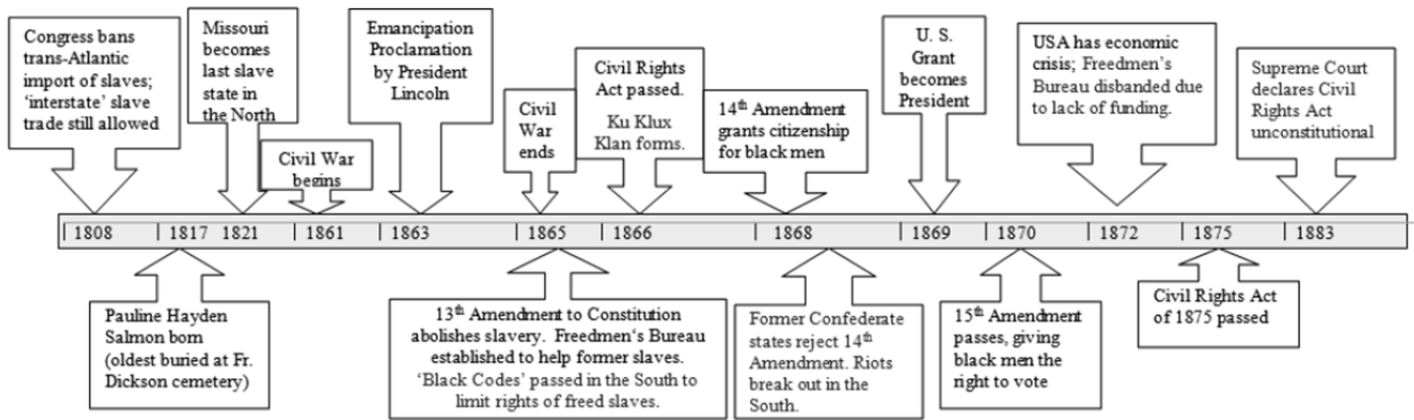 Congress bans
trans-Atlantic
import of slaves;
‘interstate’ slave
trade still allowed
Missouri
becomes
last slave
state in
the North
Civil War
begins
Emancipation
Proclamation
by President
Lincoln
Civil
War
ends
Civil Rights
Act passed.
Ku Klux
Klan forms.
14th Amendment
grants citizenship
for black men
U. S.
Grant
becomes
President
USA has economic
crisis; Freedmen’s
Bureau disbanded due
to lack of funding.
Supreme Court
declares Civil
Rights Act
unconstitutional
1808 1817 1821 1861 1863 1865 1866 1868 1869 1870 1872 1875 1883
Pauline Hayden
Salmon born
(oldest buried at Fr.
Dickson cemetery)
13th Amendment to Constitution
abolishes slavery. Freedmen‘s Bureau
established to help former slaves.
‘Black Codes’ passed in the South to
limit rights of freed slaves.
Former Confederate
states reject 14th
Amendment. Riots
break out in the
South.
15th Amendment
passes, giving
black men the
right to vote
Civil Rights Act
of 1875 passed